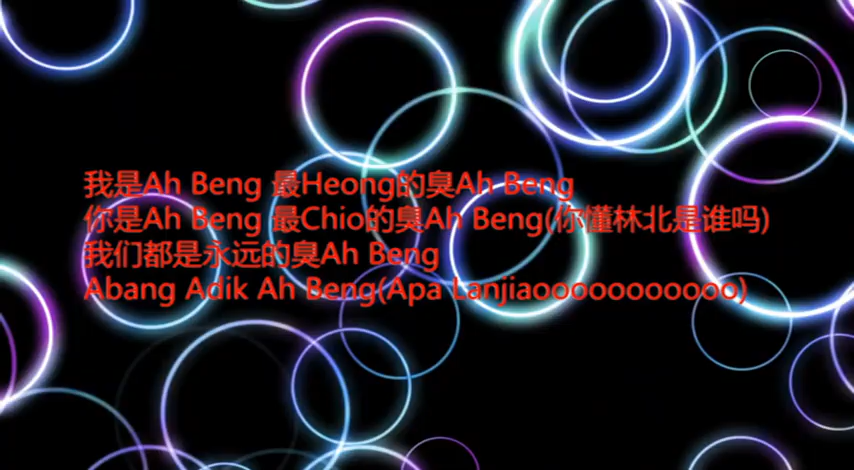 我是Ah Beng 最Heong的臭Ah Beng
你是Ah Beng 最Chio的臭Ah Beng(你懂林北是谁吗)
我们都是永远的臭Ah Beng
Abang Adik Ah Beng(Apa Lanjiaooooooooooo)